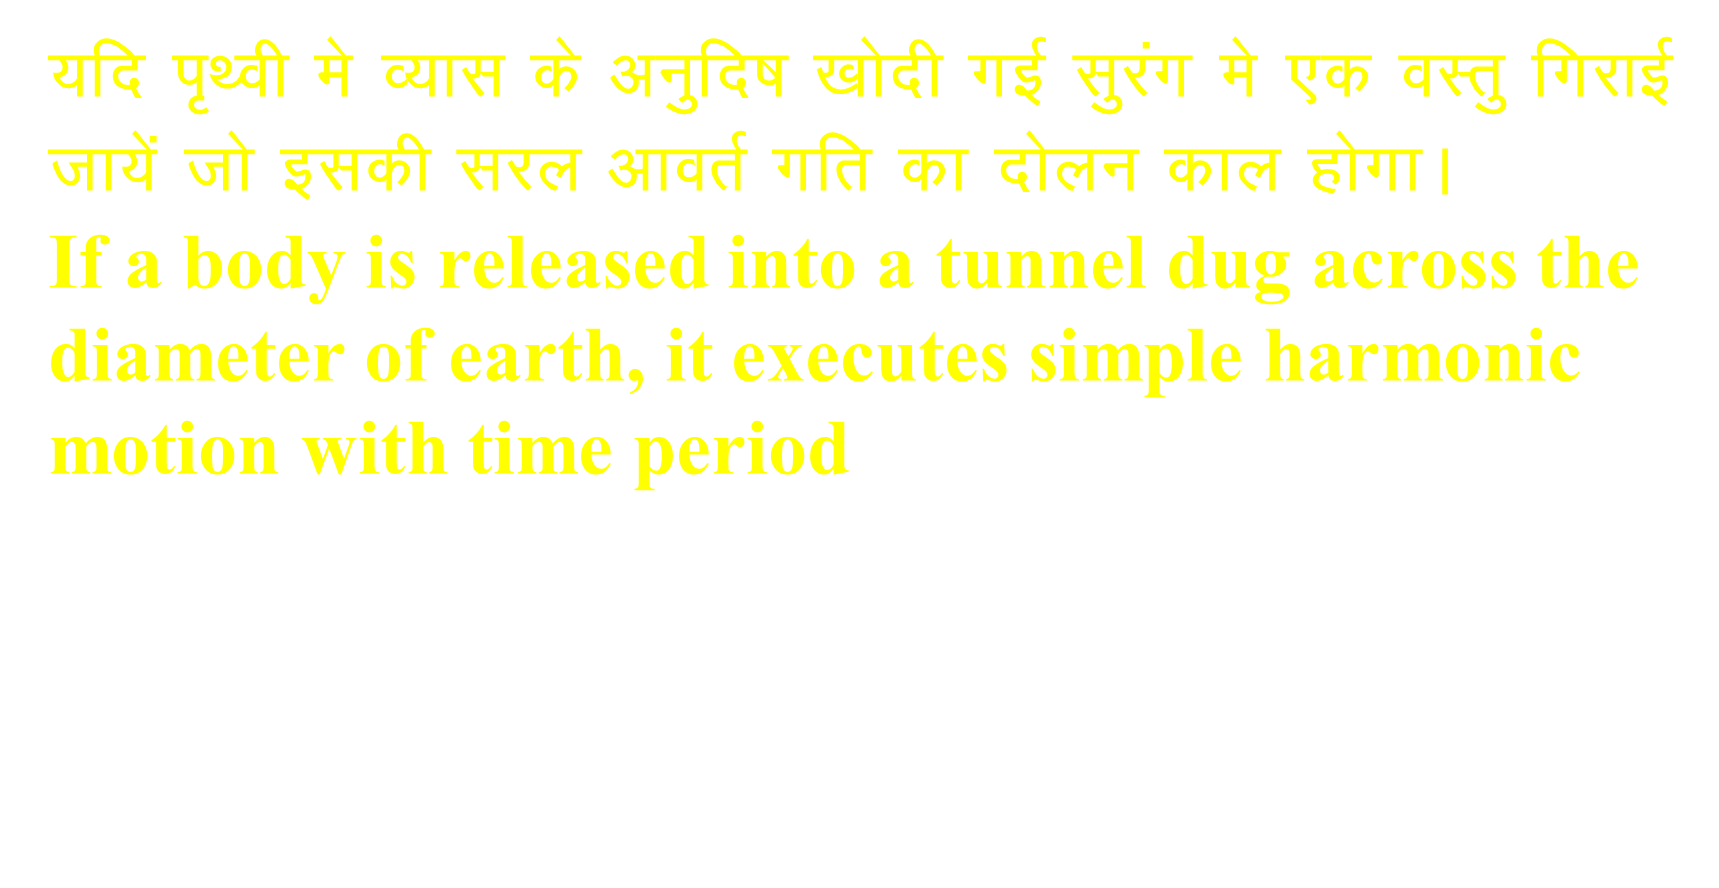 यदि पृथ्वी मे व्यास के अनुदिष खोदी गई सुरंग मे एक वस्तु गिराई
जायें जो इसकी सरल आवर्त गति का दोलन काल होगा।
If a body is released into a tunnel dug across the
diameter of earth, it executes simple harmonic
motion with time period